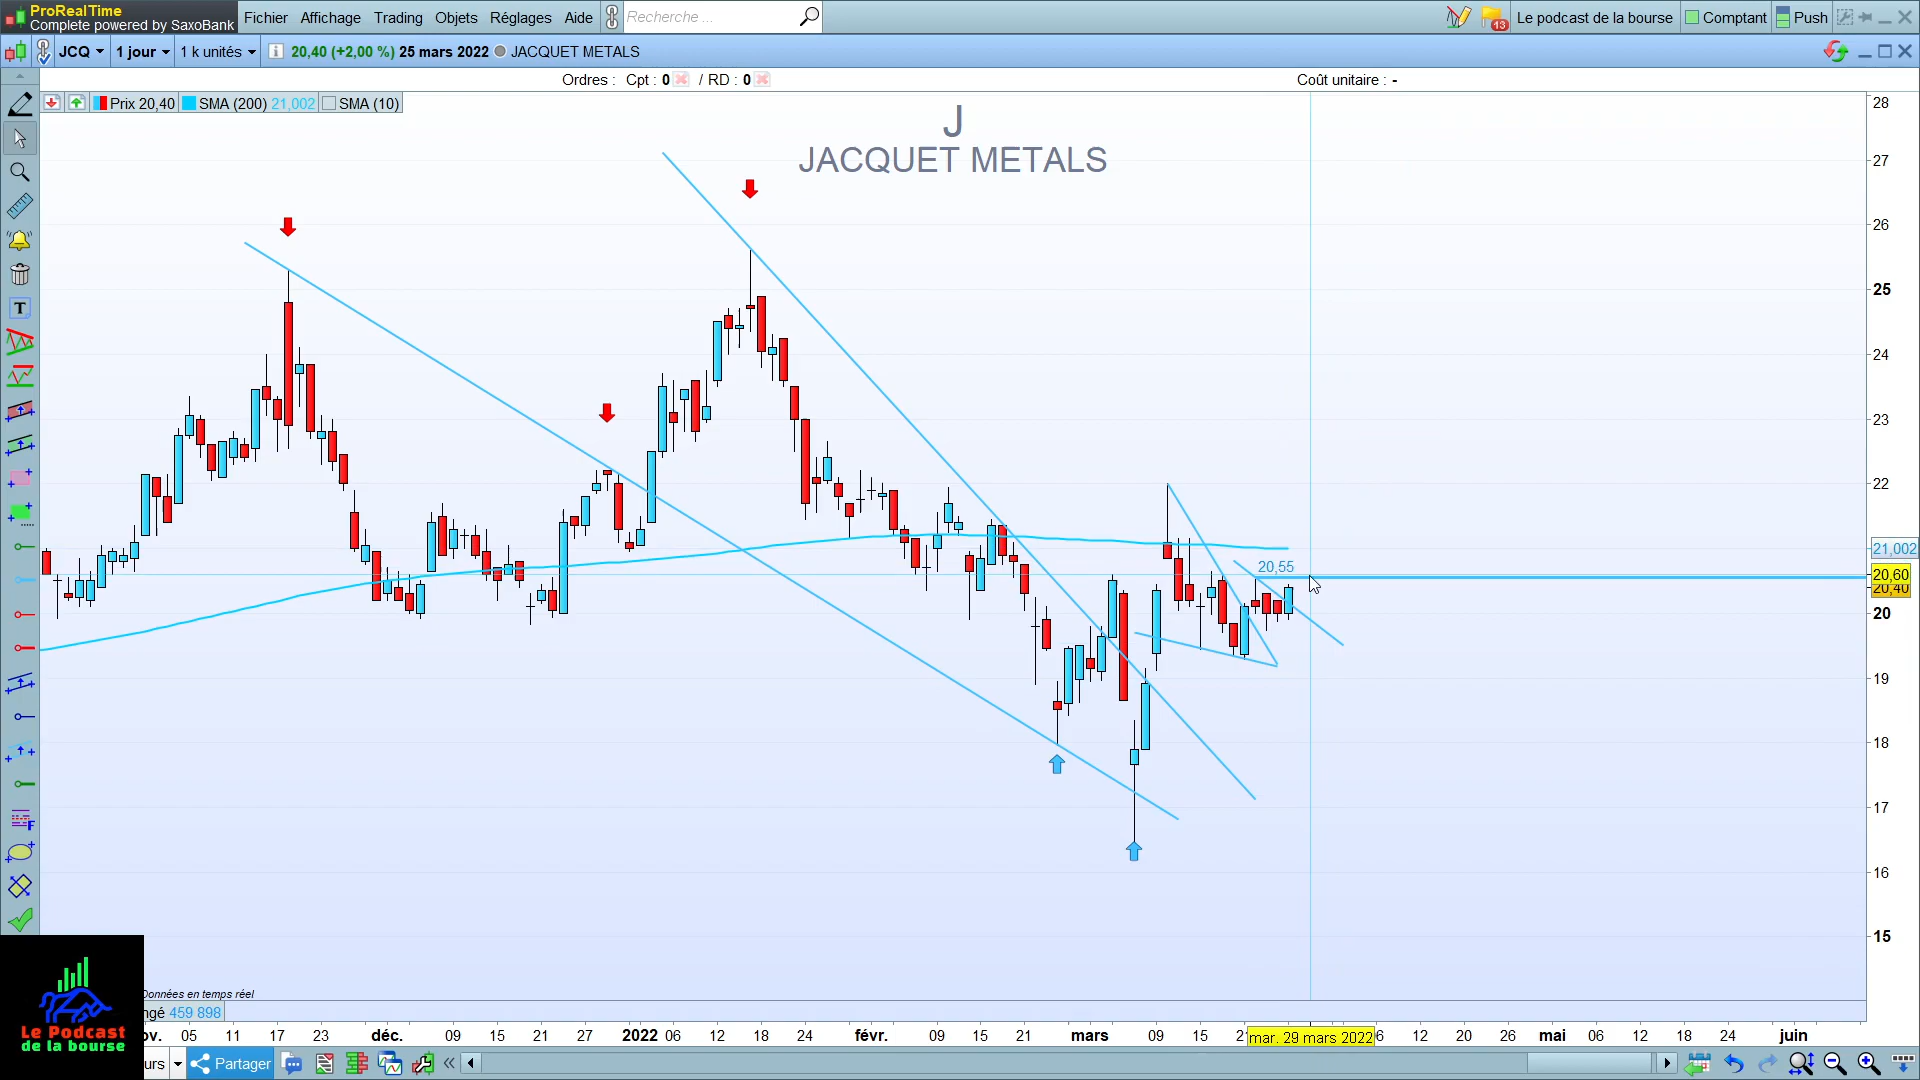 ProRealTime
Complete powered by SaxoBank
Fichier Affichage Trading Objets Réglages Aide
Recherche ...
13
Le podcast de la bourse
Comptant
Push
JCQ
1 jour
1 k unités
20,40 (+2,00 %) 25 mars 2022
JACQUET METALS
Ordres : Cpt : 0 / RD : 0
Coût unitaire : -
Prix 20,40
SMA (200) 21,002
SMA (10)
J
JACQUET METALS
T
F
20,55
28
27
26
25
24
23
22
21,002
20,60
20,40
20
19
18
17
16
15
Données en temps réel
ngé 459 898
ov. 05 11 17 23 déc. 09 15 21 27 2022 06 12 18 24 févr. 09 15 21 mars 09 15 mar. 29 mars 2022 6 12 20 26 mai 06 12 18 24 juin
Le Podcast
de la bourse
urs
Partager